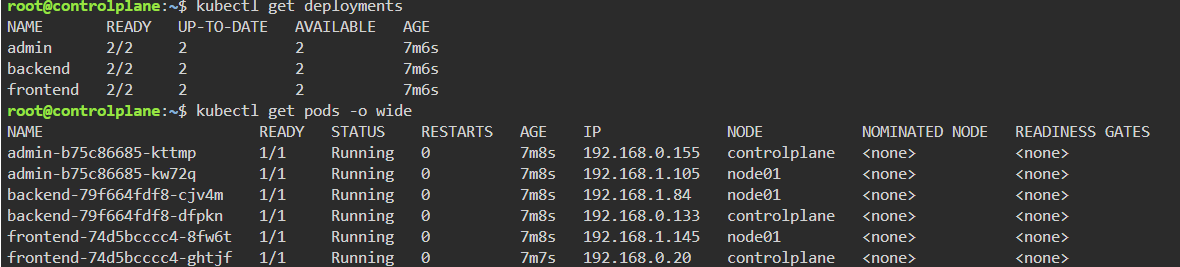 root@controlplane:~$ kubectl get deployments
NAME       READY   UP-TO-DATE   AVAILABLE   AGE
admin      2/2     2            2           7m6s
backend    2/2     2            2           7m6s
frontend   2/2     2            2           7m6s
root@controlplane:~$ kubectl get pods -o wide
NAME                        READY   STATUS    RESTARTS   AGE    IP              NODE           NOMINATED NODE   READINESS GATES
admin-b75c86685-kttmp       1/1     Running   0          7m8s   192.168.0.155   controlplane   <none>           <none>
admin-b75c86685-kw72q       1/1     Running   0          7m8s   192.168.1.105   node01         <none>           <none>
backend-79f664fdf8-cjv4m    1/1     Running   0          7m8s   192.168.1.84    node01         <none>           <none>
backend-79f664fdf8-dfpkn    1/1     Running   0          7m8s   192.168.0.133   controlplane   <none>           <none>
frontend-74d5bcccc4-8fw6t   1/1     Running   0          7m8s   192.168.1.145   node01         <none>           <none>
frontend-74d5bcccc4-ghtjf   1/1     Running   0          7m7s   192.168.0.20    controlplane   <none>           <none>